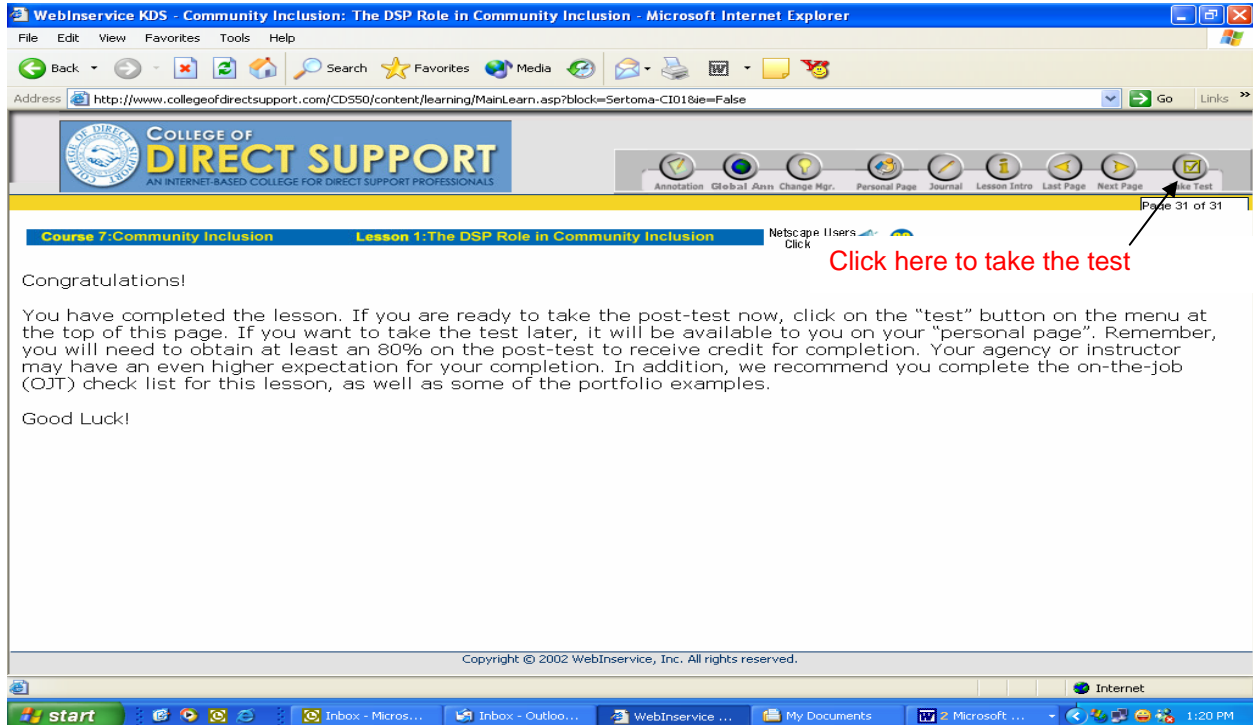 WebInservice KDS - Community Inclusion: The DSP Role in Community Inclusion - Microsoft Internet Explorer
File Edit View Favorites Tools Help
Back Search Favorites Media
Address http://www.collegeofdirectsupport.com/CDS50/content/learning/MainLearn.asp?block=Sertoma-CI01&ie=False Go Links »
COLLEGE OF
DIRECT SUPPORT
AN INTERNET-BASED COLLEGE FOR DIRECT SUPPORT PROFESSIONALS
COLLEGE OF DIRECT SUPPORT
Annotation Global Ann Change Mgr. Personal Page Journal Lesson Intro Last Page Next Page Test
Page 31 of 31
Course 7:Community Inclusion Lesson 1:The DSP Role in Community Inclusion Netscape Users
Click
Click here to take the test
Congratulations!
You have completed the lesson. If you are ready to take the post-test now, click on the “test” button on the menu at
the top of this page. If you want to take the test later, it will be available to you on your “personal page”. Remember,
you will need to obtain at least an 80% on the post-test to receive credit for completion. Your agency or instructor
may have an even higher expectation for your completion. In addition, we recommend you complete the on-the-job
(OJT) check list for this lesson, as well as some of the portfolio examples.
Good Luck!
Copyright © 2002 WebInservice, Inc. All rights reserved.
Internet
start Inbox - Micros... Inbox - Outloo... WebInservice ... My Documents 2 Microsoft ... 1:20 PM